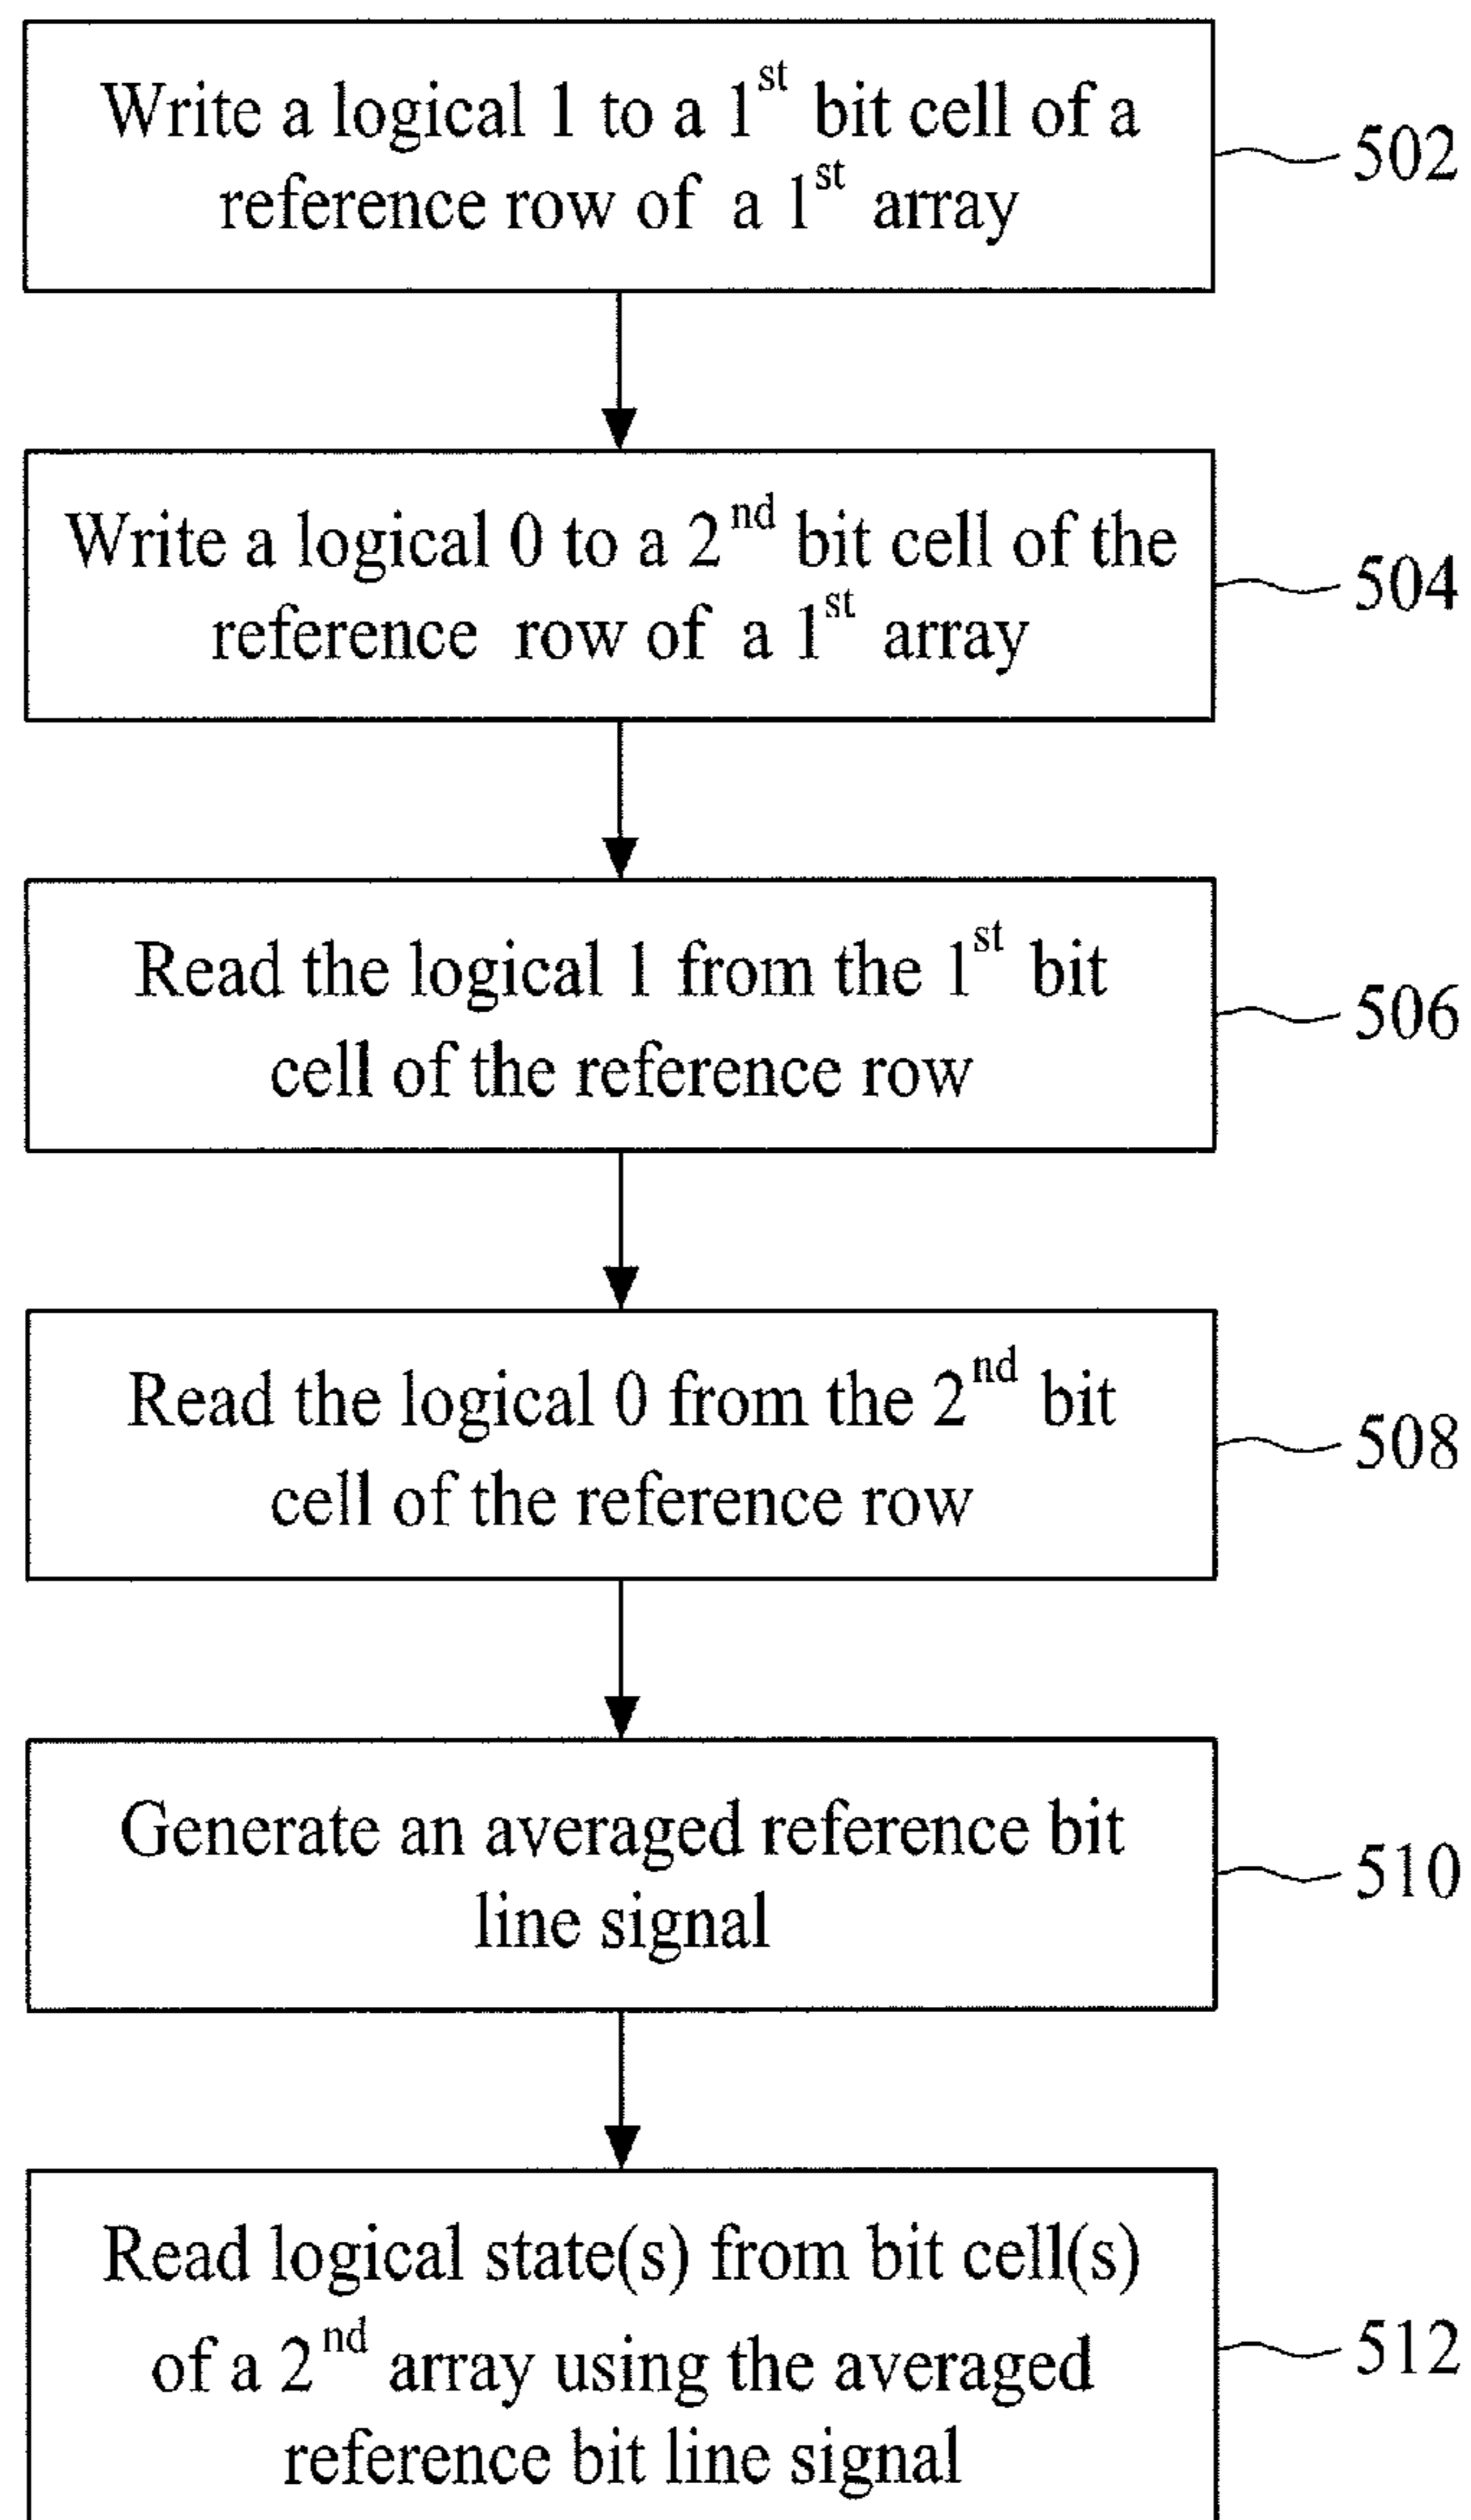 Write a logical 1 to a 1st bit cell of a
reference row of a 1st array
502
Write a logical 0 to a 2nd bit cell of the
reference row of a 1st array
504
Read the logical 1 from the 1st bit
cell of the reference row
506
Read the logical 0 from the 2nd bit
cell of the reference row
508
Generate an averaged reference bit
line signal
510
Read logical state(s) from bit cell(s)
of a 2nd array using the averaged
reference bit line signal
512